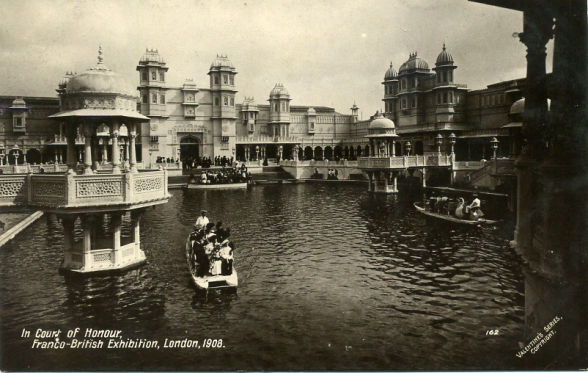 In Court of Honour,
Franco-British Exhibition, London, 1908.
162
VALENTINE'S SERIES,
COPYRIGHT.